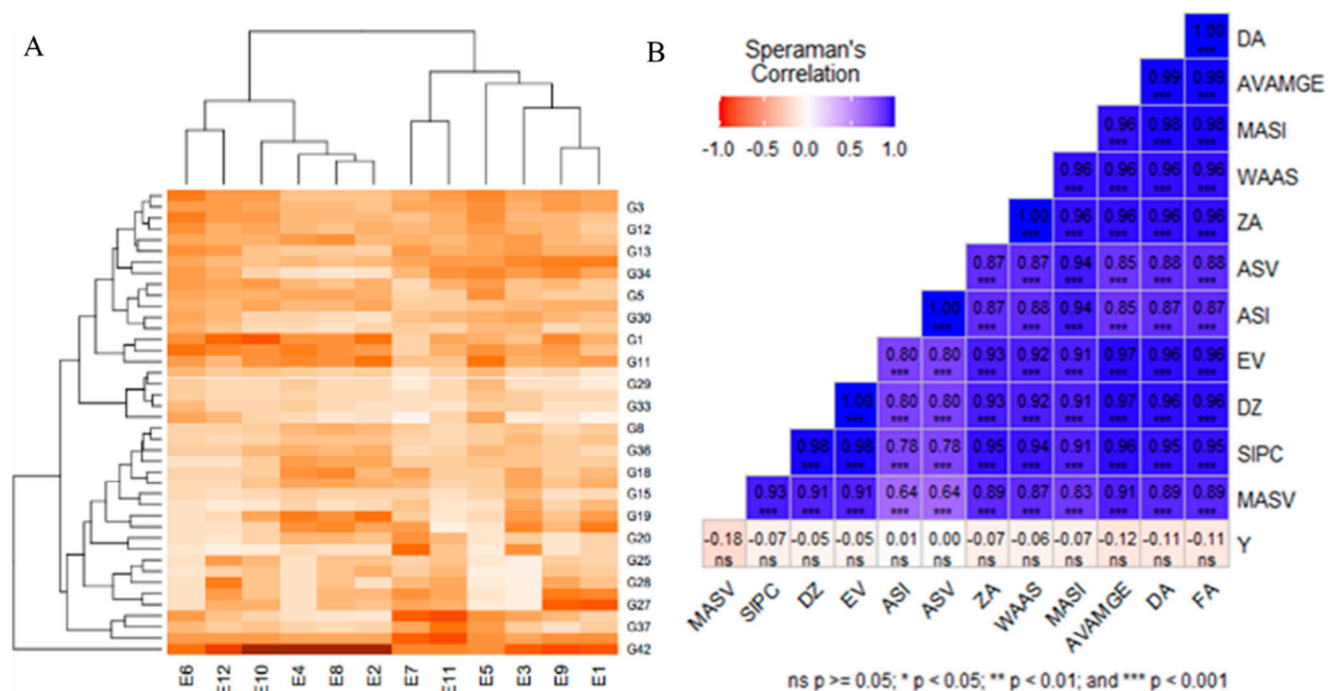 A
G3
G12
G13
G34
G5
G30
G1
G11
G29
G33
G8
G36
G18
G15
G19
G20
G25
G28
G27
G37
G42
E6 E12 E10 E4 E8 E2 E7 E11 E5 E3 E9 E1
B
Speraman's
Correlation
-1.0 -0.5 0.0 0.5 1.0
1.00 DA
***
0.99 0.99 AVAMGE
*** ***
0.96 0.98 0.98 MASI
*** *** ***
0.96 0.96 0.96 0.96 WAAS
*** *** *** ***
1.00 0.96 0.96 0.96 0.96 ZA
*** *** *** *** ***
0.87 0.87 0.94 0.85 0.88 0.88 ASV
*** *** *** *** *** ***
1.00 0.87 0.88 0.94 0.85 0.87 0.87 ASI
*** *** *** *** *** *** ***
0.80 0.80 0.93 0.92 0.91 0.97 0.96 0.96 EV
*** *** *** *** *** *** *** ***
1.00 0.80 0.80 0.93 0.92 0.91 0.97 0.96 0.96 DZ
*** *** *** *** *** *** *** *** ***
0.98 0.98 0.78 0.78 0.95 0.94 0.91 0.96 0.95 0.95 SIPC
*** *** *** *** *** *** *** *** *** ***
0.93 0.91 0.91 0.64 0.64 0.89 0.87 0.83 0.91 0.89 0.89 MASV
*** *** *** *** *** *** *** *** *** *** ***
-0.18 -0.07 -0.05 -0.05 0.01 0.00 -0.07 -0.06 -0.07 -0.12 -0.11 -0.11 Y
ns ns ns ns ns ns ns ns ns ns ns ns
MASV SIPC DZ EV ASI ASV ZA WAAS MASI AVAMGE DA FA
ns p >= 0.05; * p < 0.05; ** p < 0.01; and *** p < 0.001